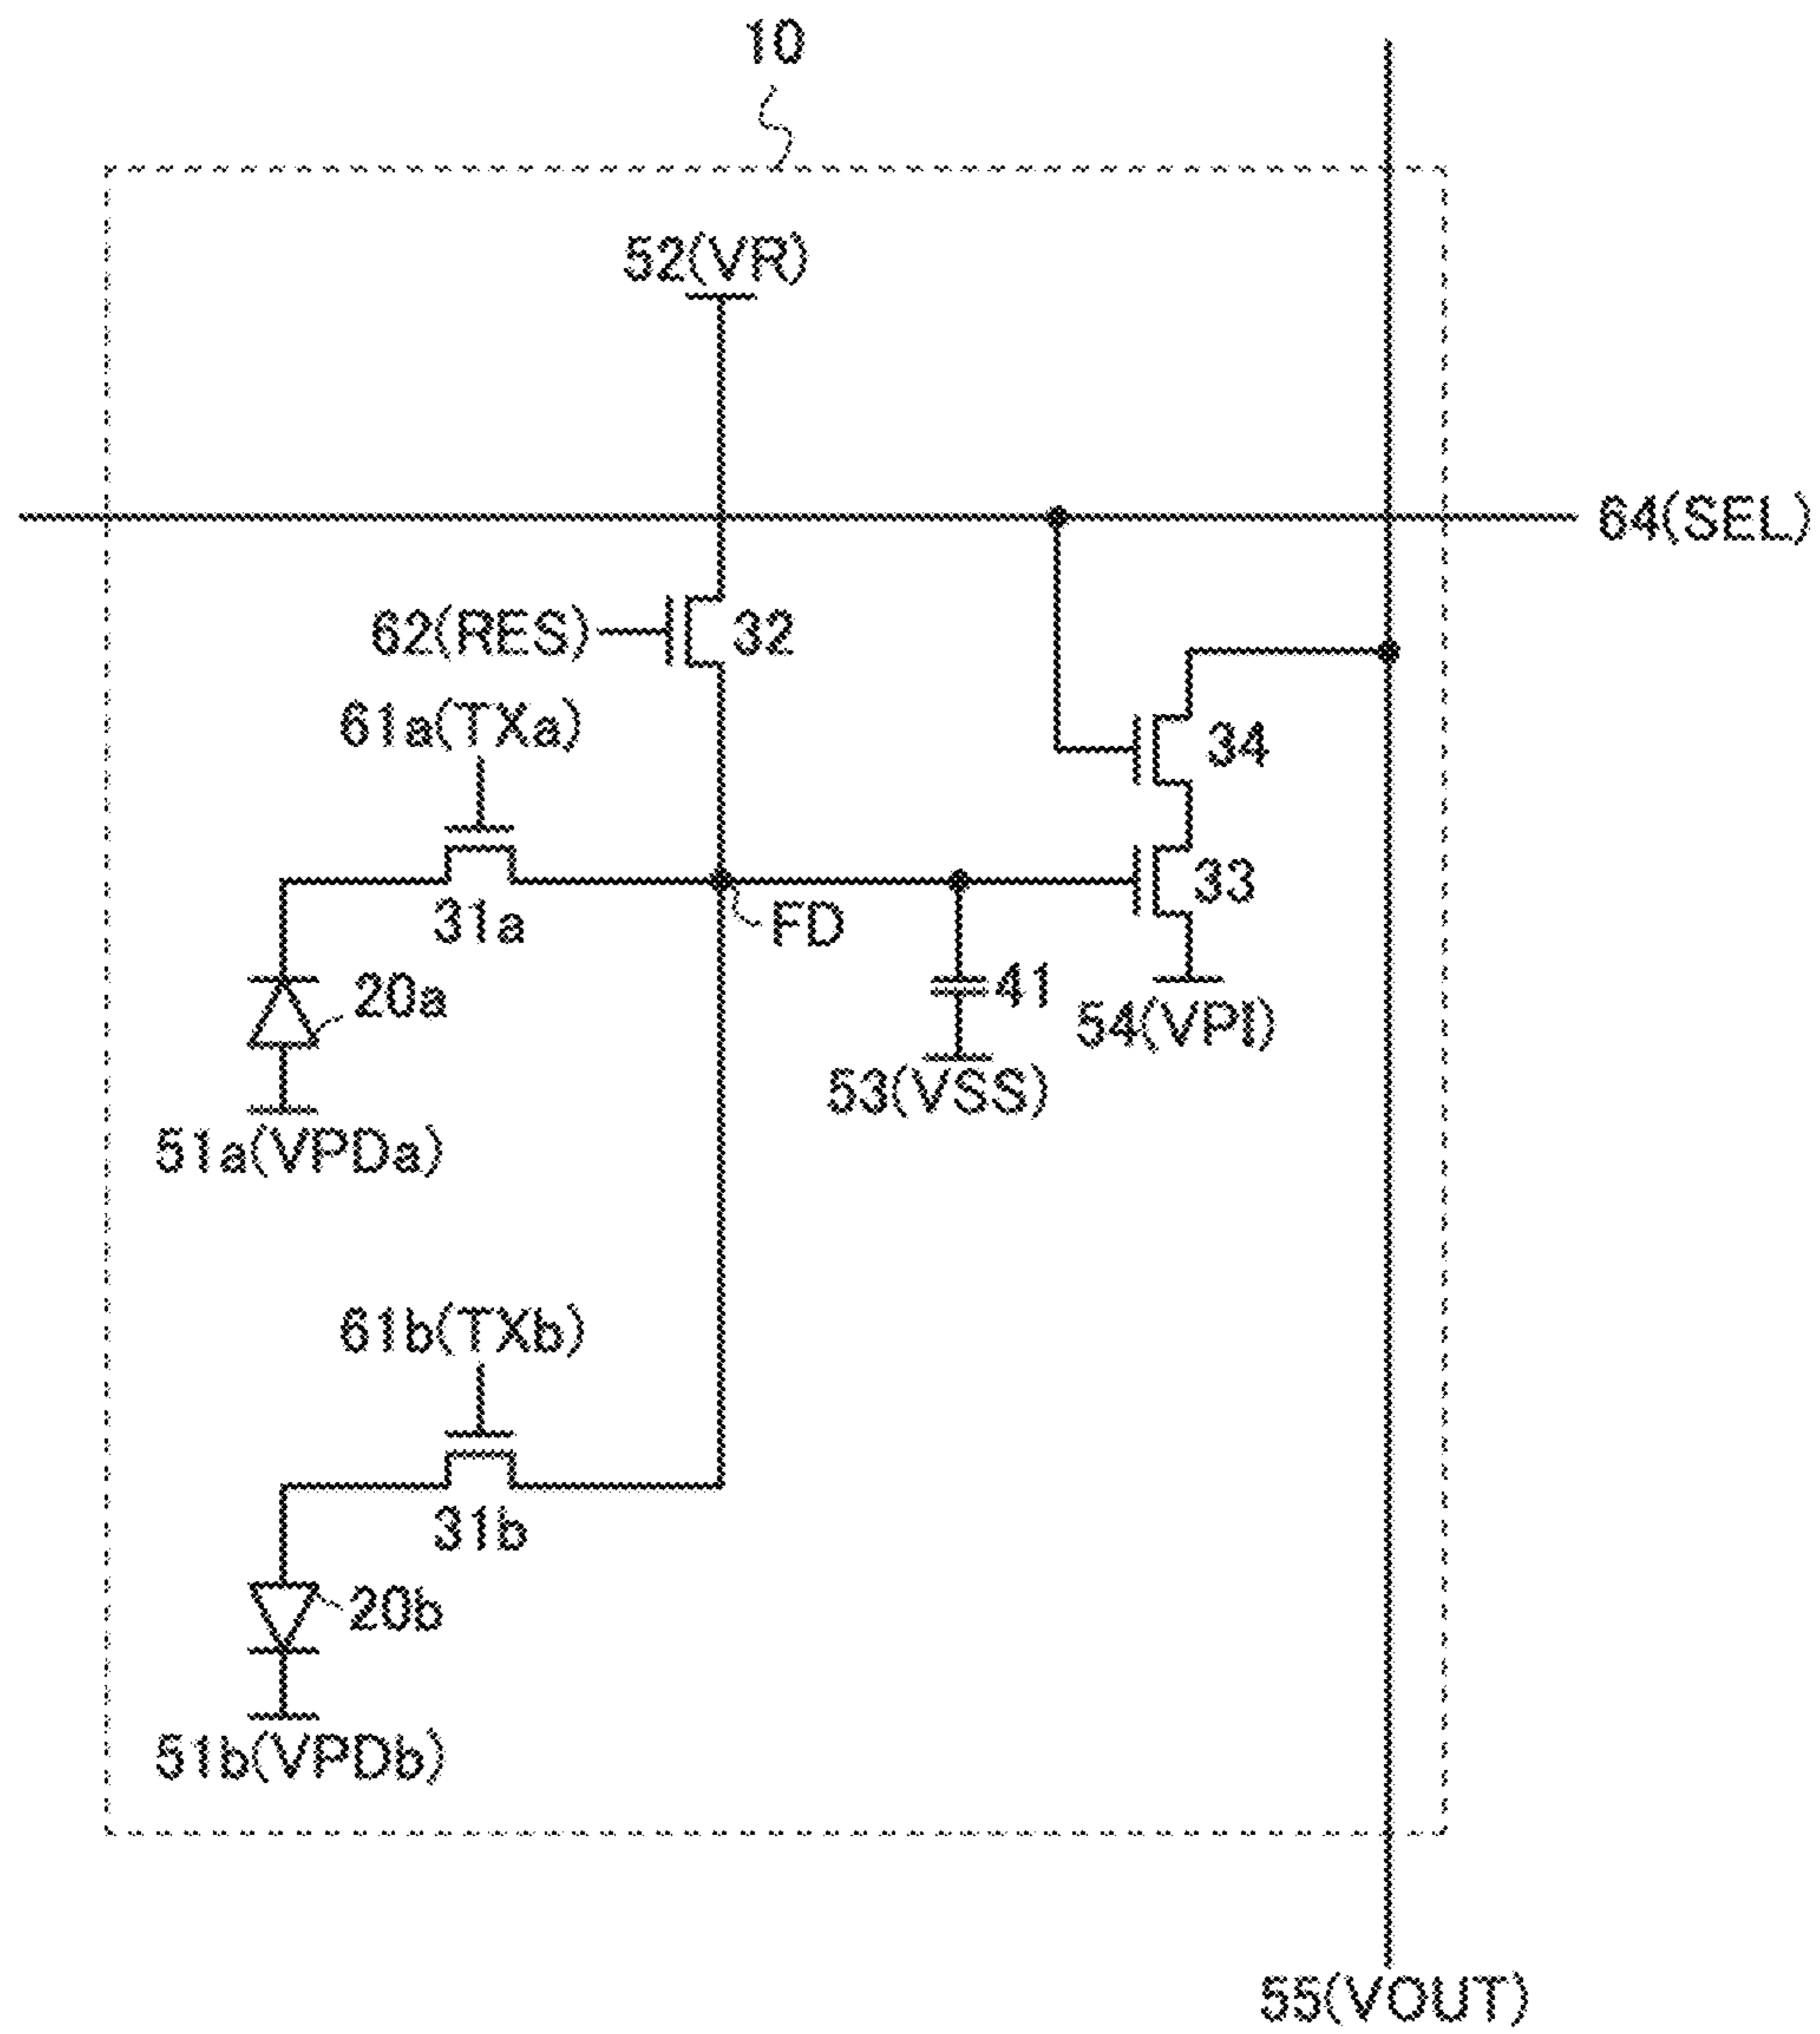 10
52(VR)
64(SEL)
62(RES)
32
61a(TXa)
34
33
31a
FD
20a
41
54(VPI)
53(VSS)
51a(VPDa)
61b(TXb)
31b
20b
51b(VPDb)
55(VOUT)